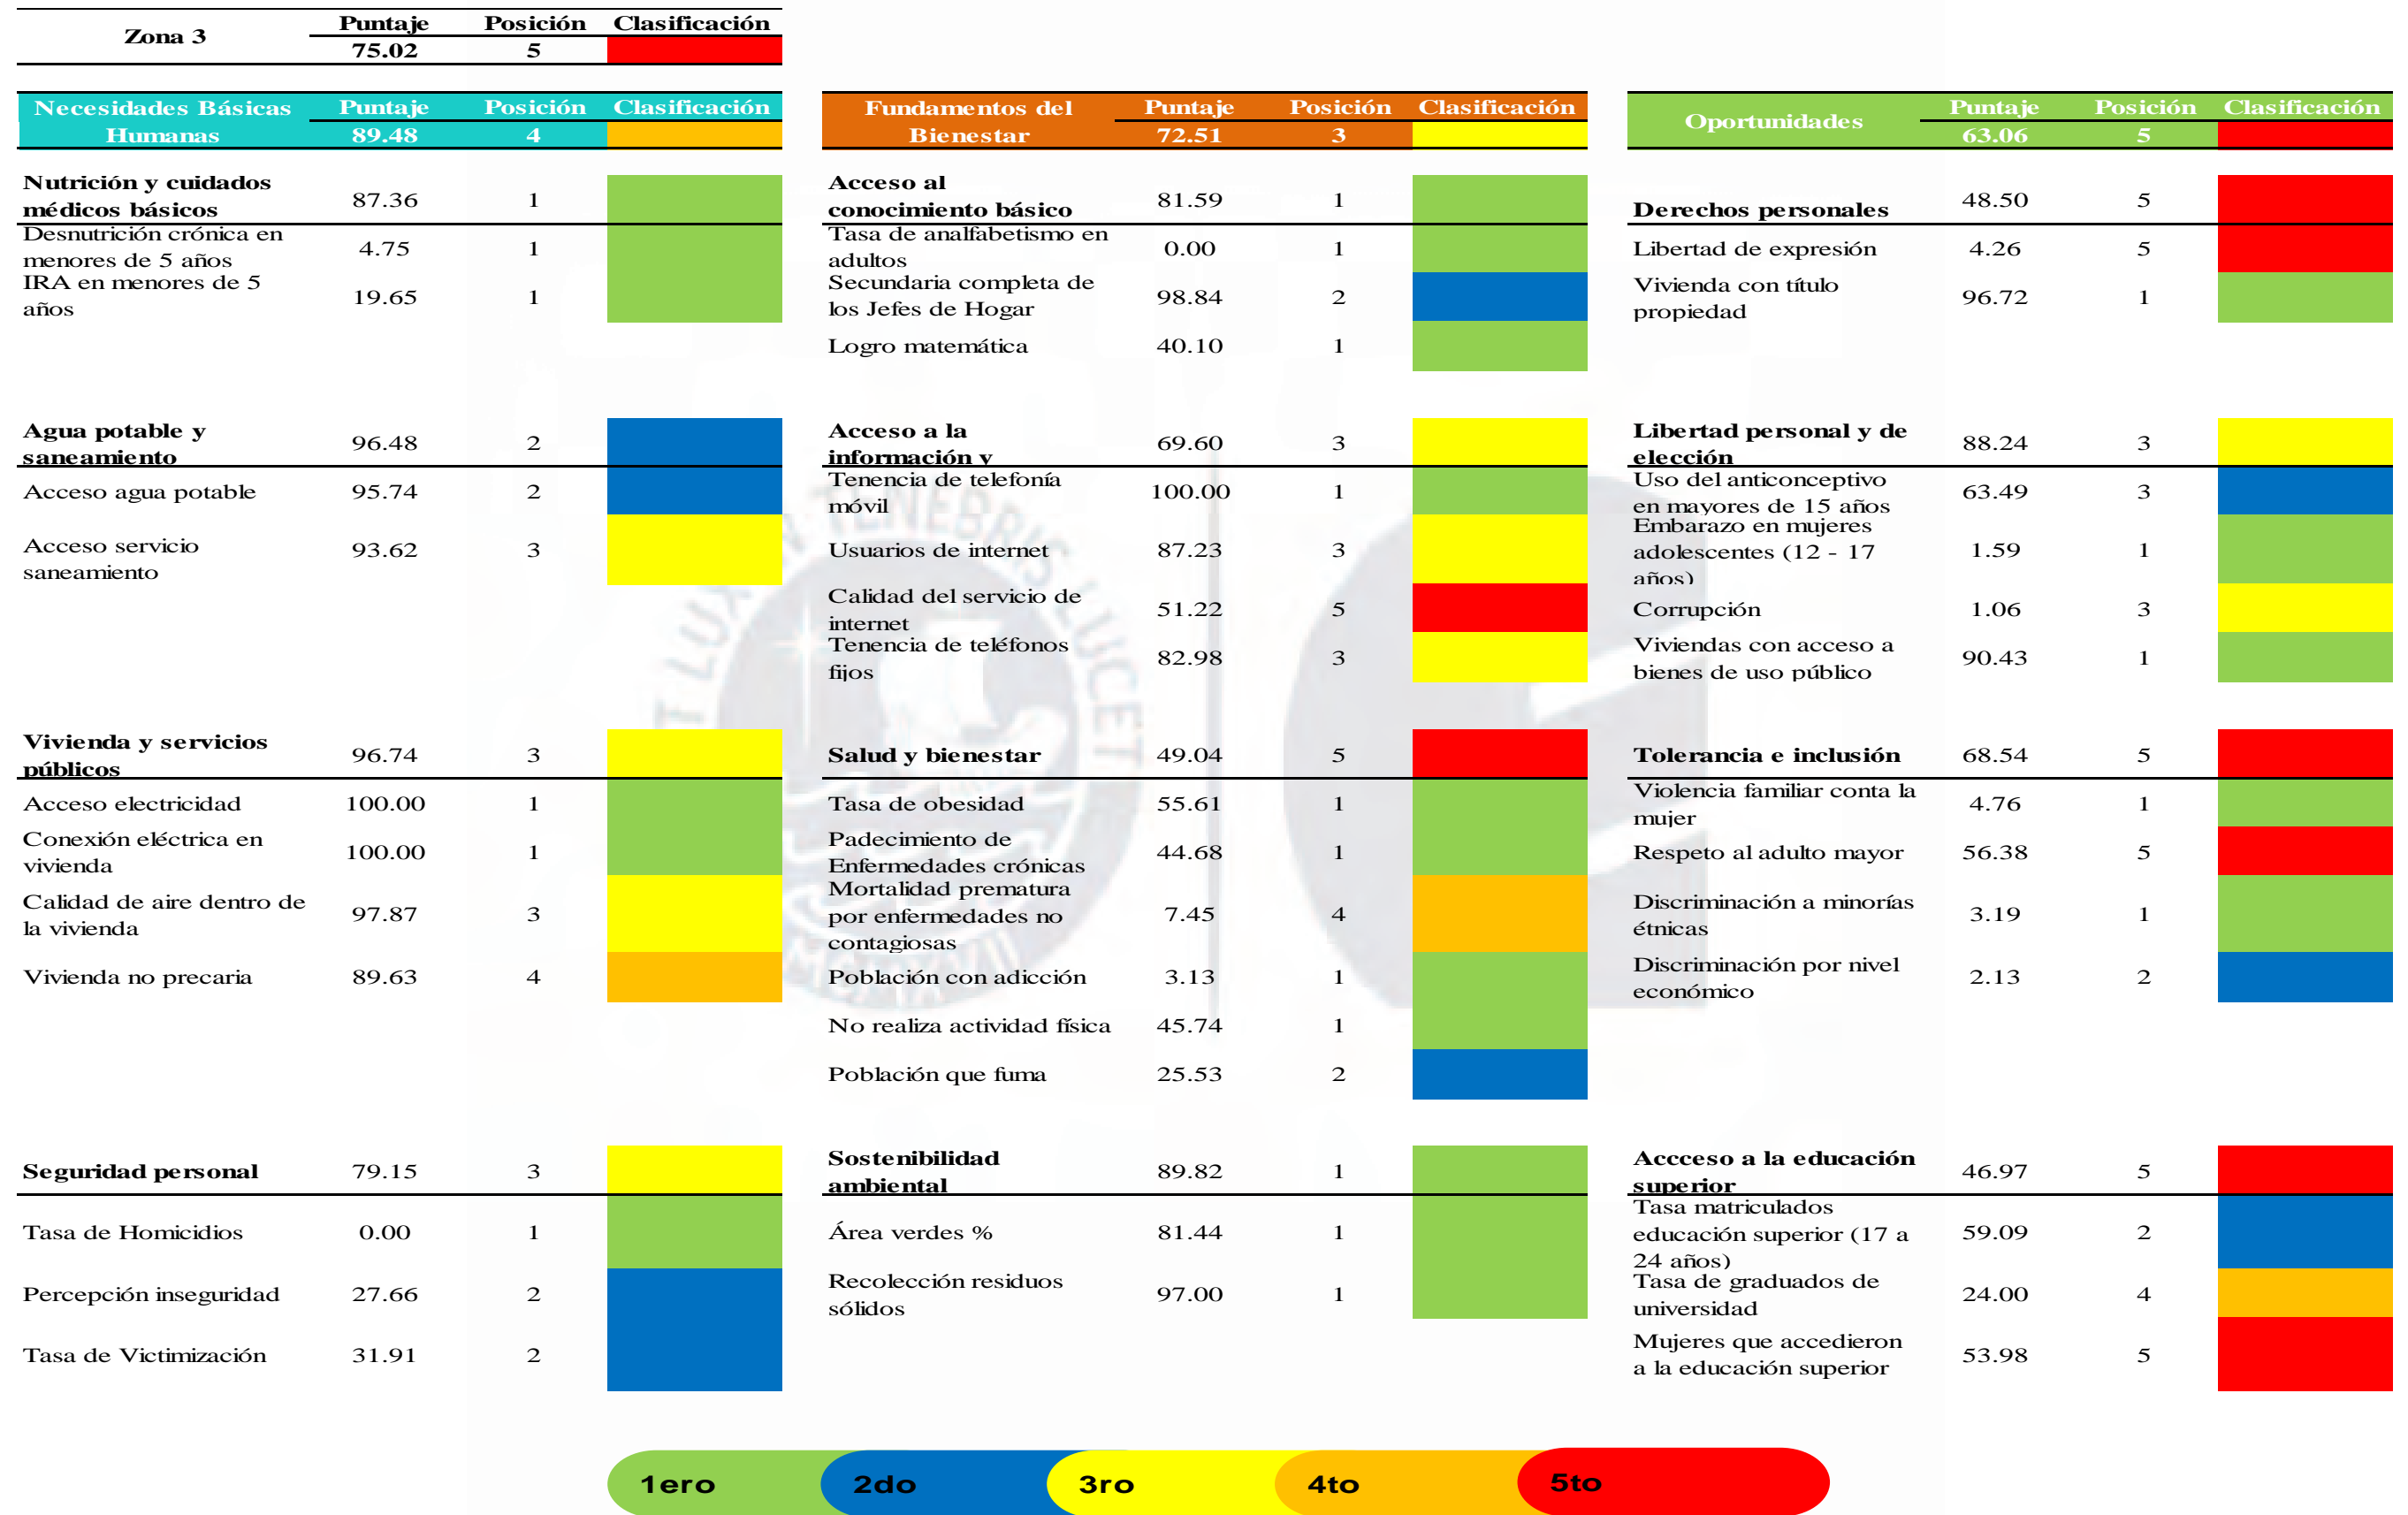 Zona 3 Puntaje Posición Clasificación
75.02 5
Necesidades Básicas Humanas Puntaje Posición Clasificación
89.48 4
Nutrición y cuidados
médicos básicos 87.36 1
Desnutrición crónica en
menores de 5 años 4.75 1
IRA en menores de 5
años 19.65 1
Agua potable y
saneamiento 96.48 2
Acceso agua potable 95.74 2
Acceso servicio
saneamiento 93.62 3
Vivienda y servicios
públicos 96.74 3
Acceso electricidad 100.00 1
Conexión eléctrica en
vivienda 100.00 1
Calidad de aire dentro de
la vivienda 97.87 3
Vivienda no precaria 89.63 4
Seguridad personal 79.15 3
Tasa de Homicidios 0.00 1
Percepción inseguridad 27.66 2
Tasa de Victimización 31.91 2
Fundamentos del Bienestar Puntaje Posición Clasificación
72.51 3
Acceso al
conocimiento básico 81.59 1
Tasa de analfabetismo en
adultos 0.00 1
Secundaria completa de
los Jefes de Hogar 98.84 2
Logro matemática 40.10 1
Acceso a la
información y 69.60 3
Tenencia de telefonía
móvil 100.00 1
Usuarios de internet 87.23 3
Calidad del servicio de
internet 51.22 5
Tenencia de teléfonos
fijos 82.98 3
Salud y bienestar 49.04 5
Tasa de obesidad 55.61 1
Padecimiento de
Enfermedades crónicas 44.68 1
Mortalidad prematura
por enfermedades no
contagiosas 7.45 4
Población con adicción 3.13 1
No realiza actividad física 45.74 1
Población que fuma 25.53 2
Sostenibilidad
ambiental 89.82 1
Área verdes % 81.44 1
Recolección residuos
sólidos 97.00 1
Oportunidades Puntaje Posición Clasificación
63.06 5
Derechos personales 48.50 5
Libertad de expresión 4.26 5
Vivienda con título
propiedad 96.72 1
Libertad personal y de
elección 88.24 3
Uso del anticonceptivo
en mayores de 15 años 63.49 3
Embarazo en mujeres
adolescentes (12 - 17
años) 1.59 1
Corrupción 1.06 3
Viviendas con acceso a
bienes de uso público 90.43 1
Tolerancia e inclusión 68.54 5
Violencia familiar conta la
mujer 4.76 1
Respeto al adulto mayor 56.38 5
Discriminación a minorías
étnicas 3.19 1
Discriminación por nivel
económico 2.13 2
Accceso a la educación
superior 46.97 5
Tasa matriculados
educación superior (17 a
24 años) 59.09 2
Tasa de graduados de
universidad 24.00 4
Mujeres que accedieron
a la educación superior 53.98 5
1ero 2do 3ro 4to 5to
LUX TENEBRIS LUCET